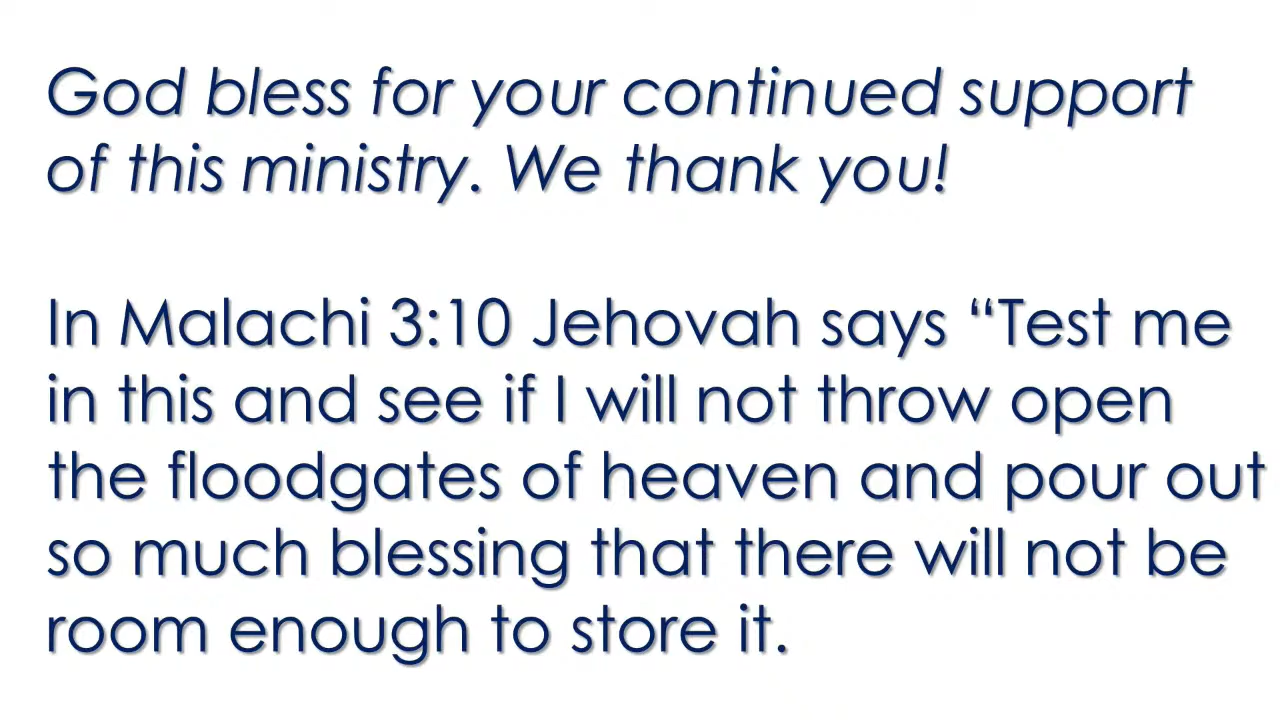 God bless for your continued support
of this ministry. We thank you!
In Malachi 3:10 Jehovah says “Test me
in this and see if I will not throw open
the floodgates of heaven and pour out
so much blessing that there will not be
room enough to store it.